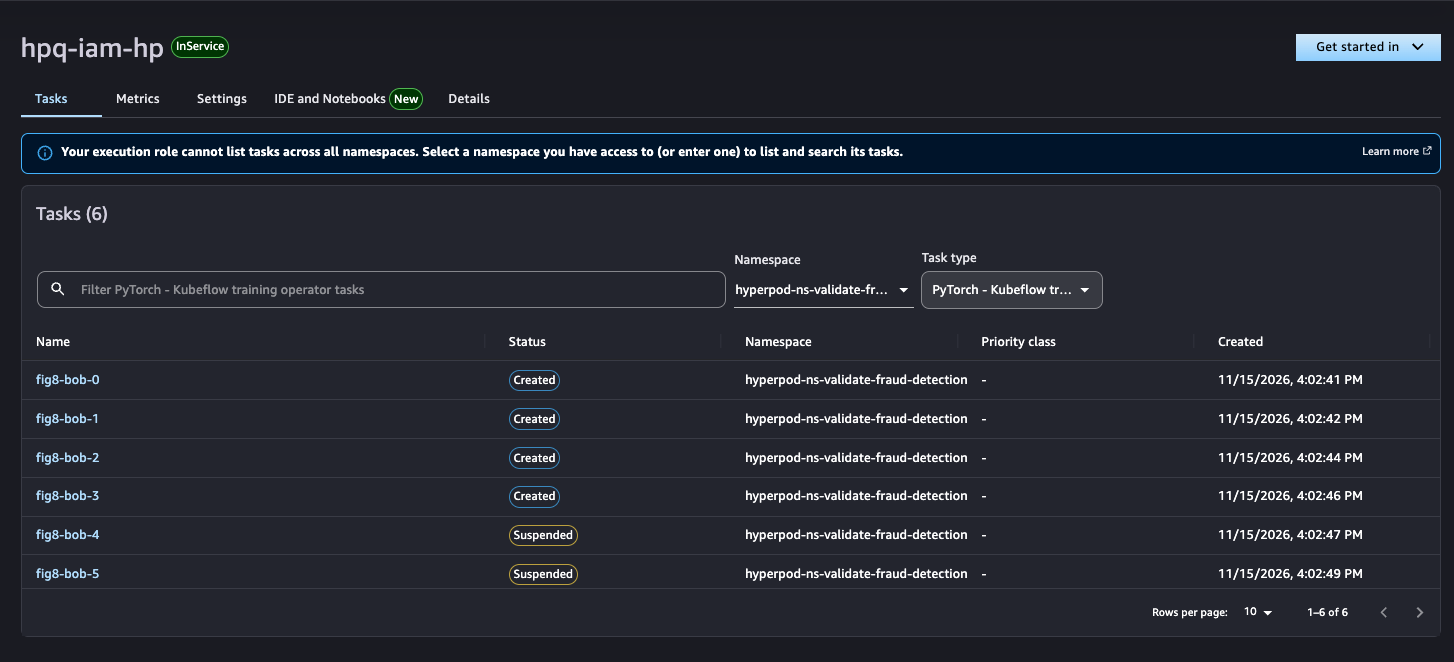 hpq-iam-hp InService
Get started in
Tasks Metrics Settings IDE and Notebooks New Details
Your execution role cannot list tasks across all namespaces. Select a namespace you have access to (or enter one) to list and search its tasks. Learn more
Tasks (6)
Namespace Task type
Filter PyTorch - Kubeflow training operator tasks hyperpod-ns-validate-fr... PyTorch - Kubeflow tr...
Name Status Namespace Priority class Created
fig8-bob-0 Created hyperpod-ns-validate-fraud-detection - 11/15/2026, 4:02:41 PM
fig8-bob-1 Created hyperpod-ns-validate-fraud-detection - 11/15/2026, 4:02:42 PM
fig8-bob-2 Created hyperpod-ns-validate-fraud-detection - 11/15/2026, 4:02:44 PM
fig8-bob-3 Created hyperpod-ns-validate-fraud-detection - 11/15/2026, 4:02:46 PM
fig8-bob-4 Suspended hyperpod-ns-validate-fraud-detection - 11/15/2026, 4:02:47 PM
fig8-bob-5 Suspended hyperpod-ns-validate-fraud-detection - 11/15/2026, 4:02:49 PM
Rows per page: 10 1–6 of 6